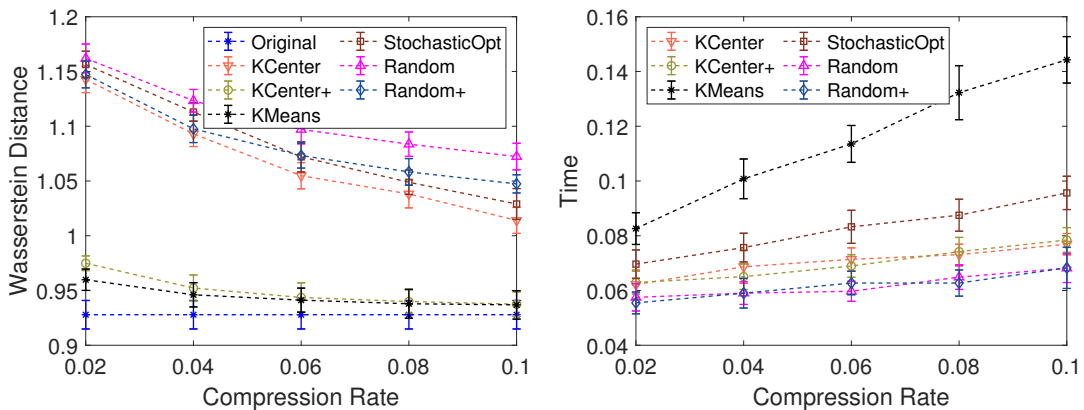 1.2
1.15
1.1
1.05
1
0.95
0.9
Wasserstein Distance
Original
KCenter
KCenter+
KMeans
StochasticOpt
Random
Random+
0.02
0.04
0.06
0.08
0.1
Compression Rate
0.16
0.14
0.12
0.1
0.08
0.06
0.04
Time
KCenter
KCenter+
KMeans
StochasticOpt
Random
Random+
0.02
0.04
0.06
0.08
0.1
Compression Rate